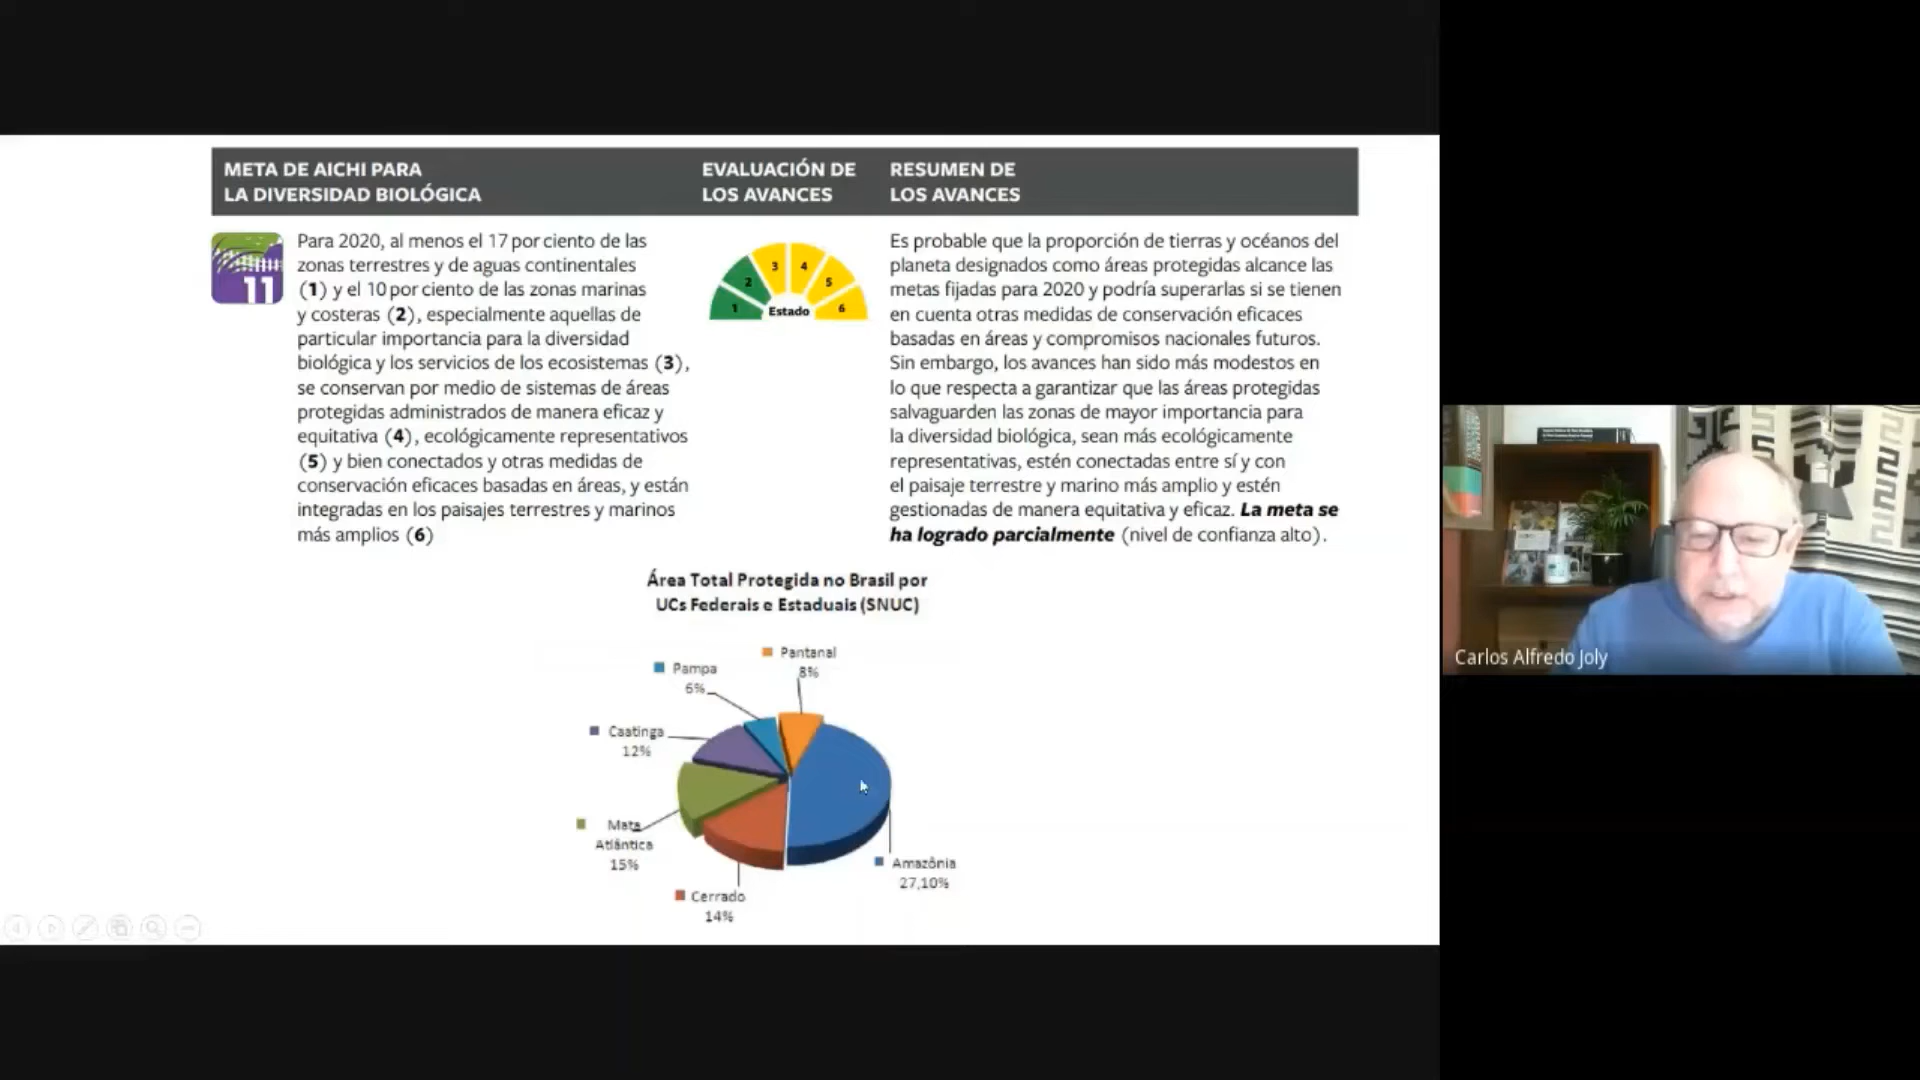 META DE AICHI PARA
LA DIVERSIDAD BIOLÓGICA
EVALUACIÓN DE
LOS AVANCES
RESUMEN DE
LOS AVANCES
11
Para 2020, al menos el 17 por ciento de las
zonas terrestres y de aguas continentales
(1) y el 10 por ciento de las zonas marinas
y costeras (2), especialmente aquellas de
particular importancia para la diversidad
biológica y los servicios de los ecosistemas (3),
se conservan por medio de sistemas de áreas
protegidas administrados de manera eficaz y
equitativa (4), ecológicamente representativos
(5) y bien conectados y otras medidas de
conservación eficaces basadas en áreas, y están
integradas en los paisajes terrestres y marinos
más amplios (6)
1
2
3
4
5
6
Estado
Es probable que la proporción de tierras y océanos del
planeta designados como áreas protegidas alcance las
metas fijadas para 2020 y podría superarlas si se tienen
en cuenta otras medidas de conservación eficaces
basadas en áreas y compromisos nacionales futuros.
Sin embargo, los avances han sido más modestos en
lo que respecta a garantizar que las áreas protegidas
salvaguarden las zonas de mayor importancia para
la diversidad biológica, sean más ecológicamente
representativas, estén conectadas entre sí y con
el paisaje terrestre y marino más amplio y estén
gestionadas de manera equitativa y eficaz. La meta se
ha logrado parcialmente (nivel de confianza alto).
Área Total Protegida no Brasil por
UCs Federais e Estaduais (SNUC)
Pantanal
8%
Pampa
6%
Caatinga
12%
Mata
Atlântica
15%
Cerrado
14%
Amazônia
27,10%
Carlos Alfredo Joly